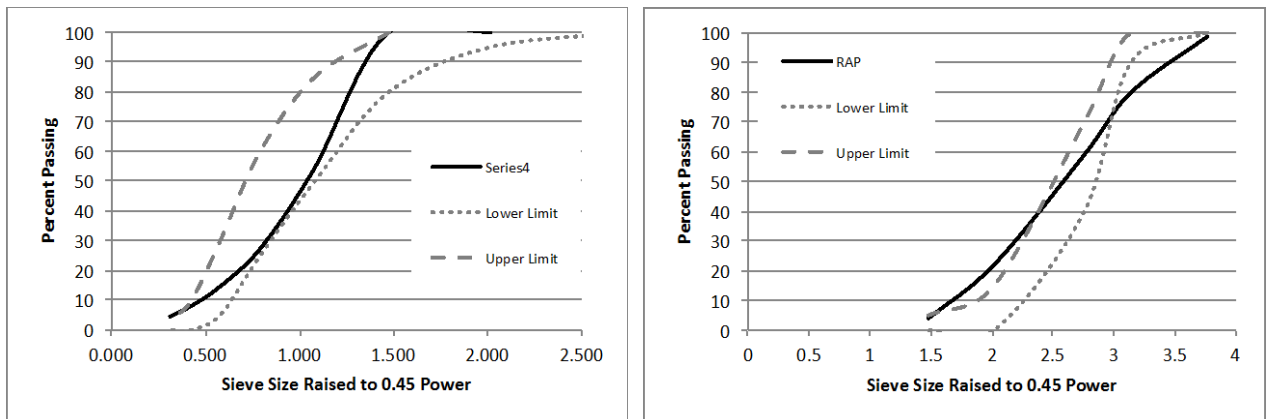 100
90
80
70
60
50
40
30
20
10
0
Percent Passing
0.000 0.500 1.000 1.500 2.000 2.500
Sieve Size Raised to 0.45 Power
Series4
Lower Limit
Upper Limit
100
90
80
70
60
50
40
30
20
10
0
Percent Passing
0 0.5 1 1.5 2 2.5 3 3.5 4
Sieve Size Raised to 0.45 Power
RAP
Lower Limit
Upper Limit